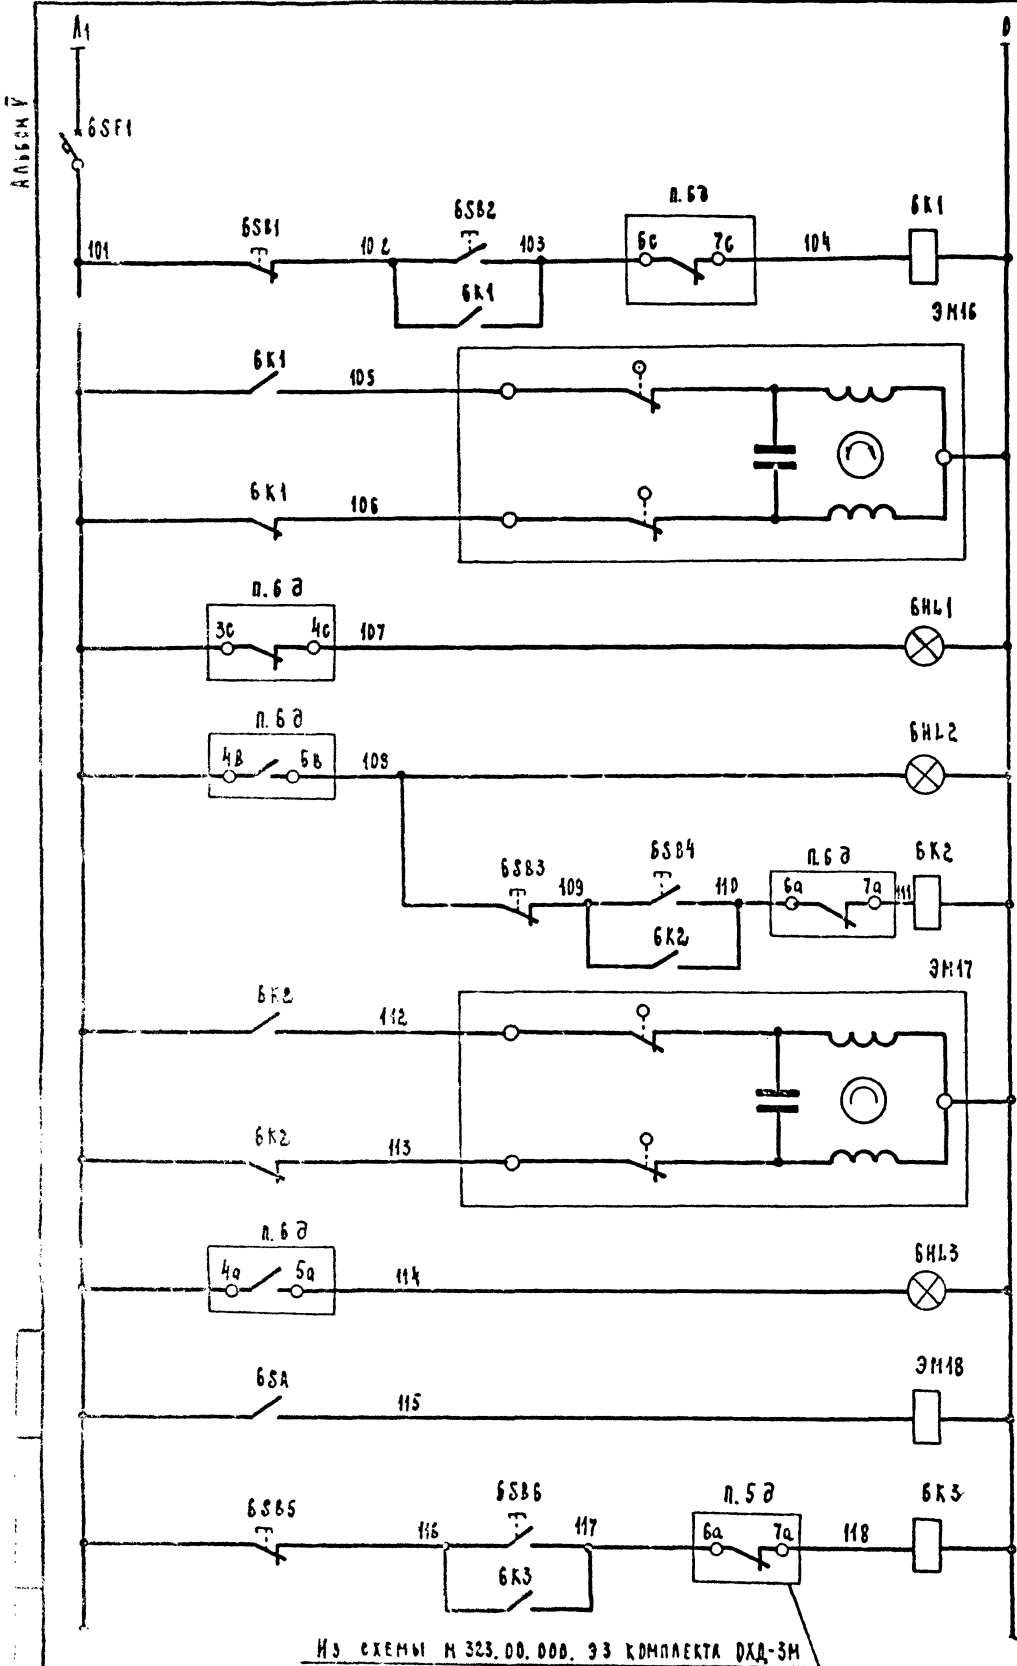 А1 0
Альбом V
6SF1
101 6SB1 102 6SB2 103 п.6д 6с 7с 104 6К1
6К1
ЭМ16
6К1 105
6К1 106
п.6д
3с 4с 107 6HL1
п.6д
4в 5в 108 6HL2
6SB3 109 6SB4 110 п.6д 6а 7а 111 6К2
6К2
ЭМ17
6К2 112
6К2 113
п.6д
4а 5а 114 6HL3
6SA 115 ЭМ18
6SB5 116 6SB6 117 п.5д 6а 7а 118 6К3
6К3
Из схемы М 323.00.000.ЭЗ комплекта ОХД-3М